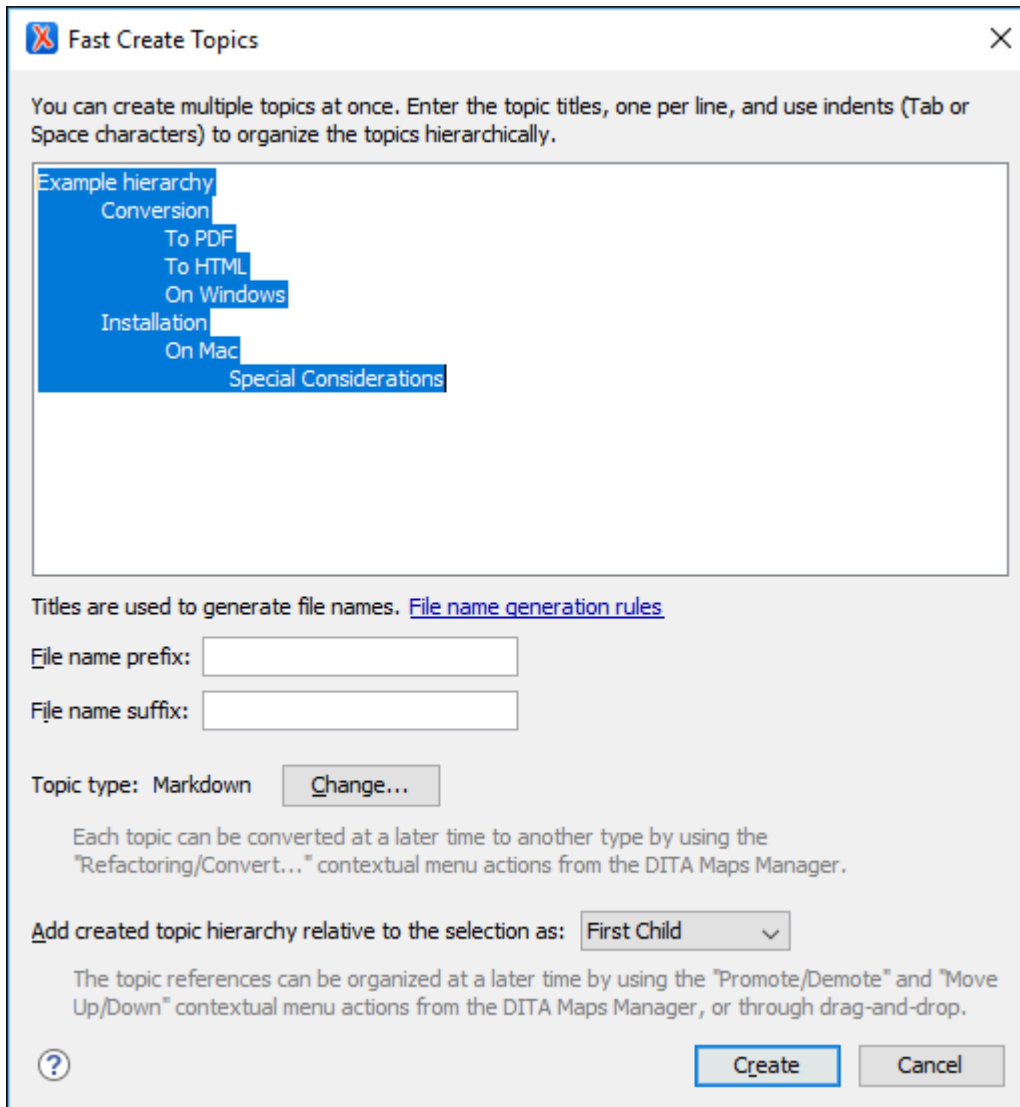 Fast Create Topics
You can create multiple topics at once. Enter the topic titles, one per line, and use indents (Tab or
Space characters) to organize the topics hierarchically.
Example hierarchy
Conversion
To PDF
To HTML
On Windows
Installation
On Mac
Special Considerations
Titles are used to generate file names. File name generation rules
File name prefix:
File name suffix:
Topic type: Markdown Change...
Each topic can be converted at a later time to another type by using the
"Refactoring/Convert..." contextual menu actions from the DITA Maps Manager.
Add created topic hierarchy relative to the selection as: First Child
The topic references can be organized at a later time by using the "Promote/Demote" and "Move
Up/Down" contextual menu actions from the DITA Maps Manager, or through drag-and-drop.
? Create Cancel